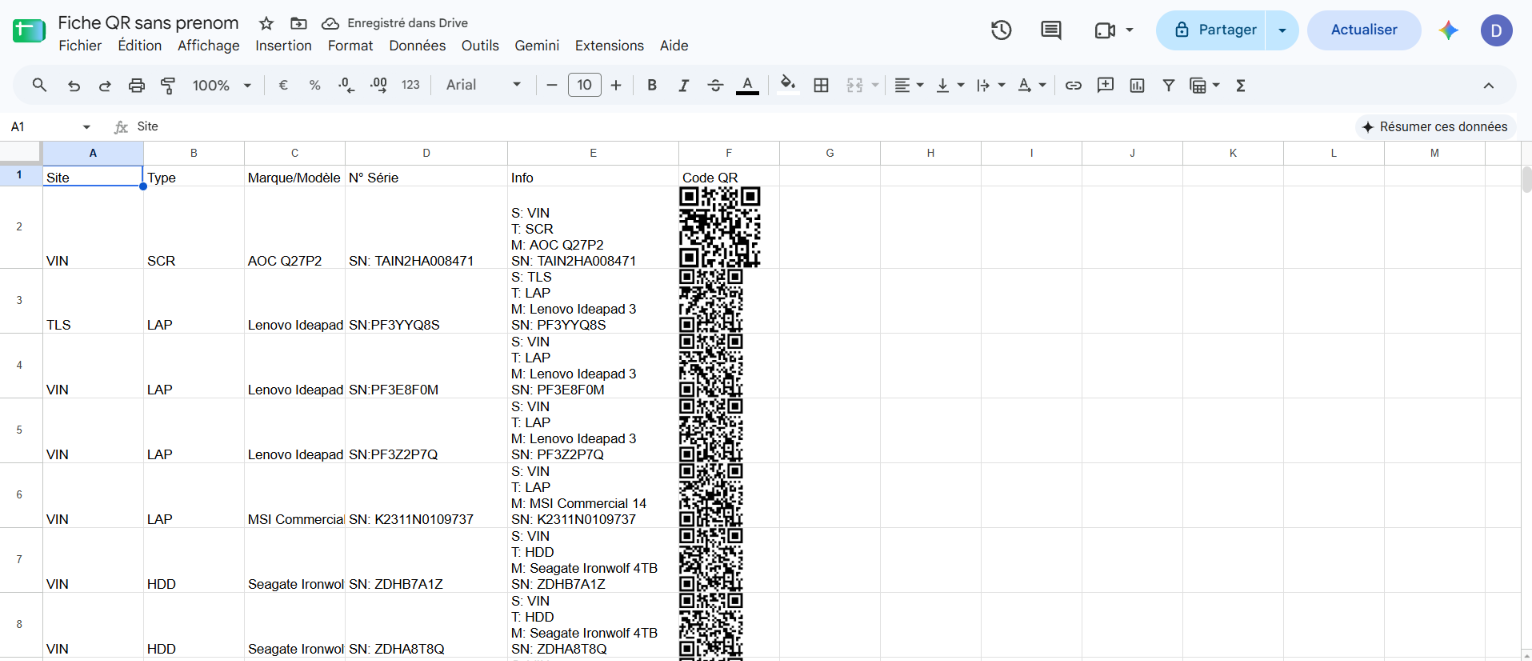 Fiche QR sans prenom
Enregistré dans Drive
Fichier Édition Affichage Insertion Format Données Outils Gemini Extensions Aide
Partager
Actualiser
D
100% € % .0 .00 123 Arial 10 B I A A Σ
A1 fx Site
Résumer ces données
A B C D E F G H I J K L M
1 Site Type Marque/Modèle N° Série Info Code QR
S: VIN
T: SCR
M: AOC Q27P2
2 VIN SCR AOC Q27P2 SN: TAIN2HA008471 SN: TAIN2HA008471
S: TLS
T: LAP
M: Lenovo Ideapad 3
3 TLS LAP Lenovo Ideapad SN:PF3YYQ8S SN: PF3YYQ8S
S: VIN
T: LAP
M: Lenovo Ideapad 3
4 VIN LAP Lenovo Ideapad SN:PF3E8F0M SN: PF3E8F0M
S: VIN
T: LAP
M: Lenovo Ideapad 3
5 VIN LAP Lenovo Ideapad SN:PF3Z2P7Q SN: PF3Z2P7Q
S: VIN
T: LAP
M: MSI Commercial 14
6 VIN LAP MSI Commercial SN: K2311N0109737 SN: K2311N0109737
S: VIN
T: HDD
M: Seagate Ironwolf 4TB
7 VIN HDD Seagate Ironwol SN: ZDHB7A1Z SN: ZDHB7A1Z
S: VIN
T: HDD
M: Seagate Ironwolf 4TB
8 VIN HDD Seagate Ironwol SN: ZDHA8T8Q SN: ZDHA8T8Q